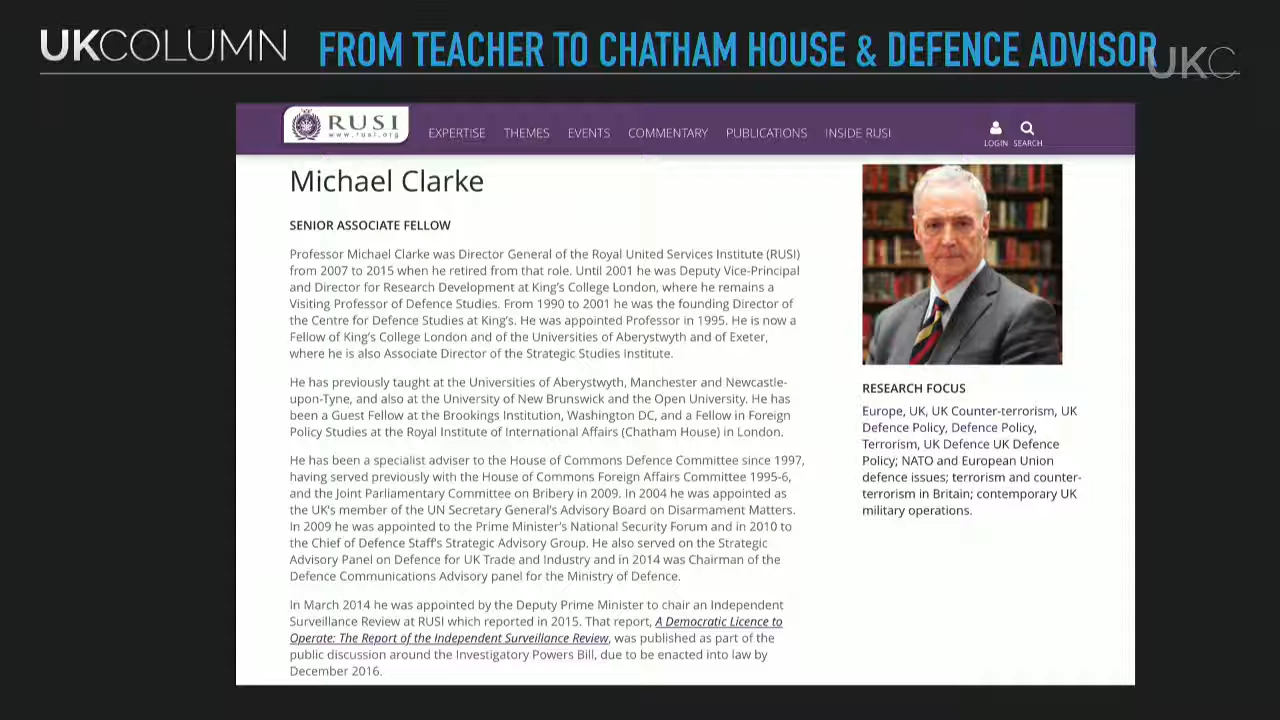 UKCOLUMN FROM TEACHER TO CHATHAM HOUSE & DEFENCE ADVISOR
UKC
RUSI
www.rusi.org
EXPERTISE THEMES EVENTS COMMENTARY PUBLICATIONS INSIDE RUSI
LOGIN SEARCH
Michael Clarke
SENIOR ASSOCIATE FELLOW
Professor Michael Clarke was Director General of the Royal United Services Institute (RUSI)
from 2007 to 2015 when he retired from that role. Until 2001 he was Deputy Vice-Principal
and Director for Research Development at King's College London, where he remains a
Visiting Professor of Defence Studies. From 1990 to 2001 he was the founding Director of
the Centre for Defence Studies at King's. He was appointed Professor in 1995. He is now a
Fellow of King's College London and of the Universities of Aberystwyth and of Exeter,
where he is also Associate Director of the Strategic Studies Institute.
He has previously taught at the Universities of Aberystwyth, Manchester and Newcastle-
upon-Tyne, and also at the University of New Brunswick and the Open University. He has
been a Guest Fellow at the Brookings Institution, Washington DC, and a Fellow in Foreign
Policy Studies at the Royal Institute of International Affairs (Chatham House) in London.
He has been a specialist adviser to the House of Commons Defence Committee since 1997,
having served previously with the House of Commons Foreign Affairs Committee 1995-6,
and the Joint Parliamentary Committee on Bribery in 2009. In 2004 he was appointed as
the UK's member of the UN Secretary General's Advisory Board on Disarmament Matters.
In 2009 he was appointed to the Prime Minister's National Security Forum and in 2010 to
the Chief of Defence Staff's Strategic Advisory Group. He also served on the Strategic
Advisory Panel on Defence for UK Trade and Industry and in 2014 was Chairman of the
Defence Communications Advisory panel for the Ministry of Defence.
In March 2014 he was appointed by the Deputy Prime Minister to chair an Independent
Surveillance Review at RUSI which reported in 2015. That report, A Democratic Licence to
Operate: The Report of the Independent Surveillance Review, was published as part of the
public discussion around the Investigatory Powers Bill, due to be enacted into law by
December 2016.
RESEARCH FOCUS
Europe, UK, UK Counter-terrorism, UK
Defence Policy, Defence Policy,
Terrorism, UK Defence UK Defence
Policy; NATO and European Union
defence issues; terrorism and counter-
terrorism in Britain; contemporary UK
military operations.